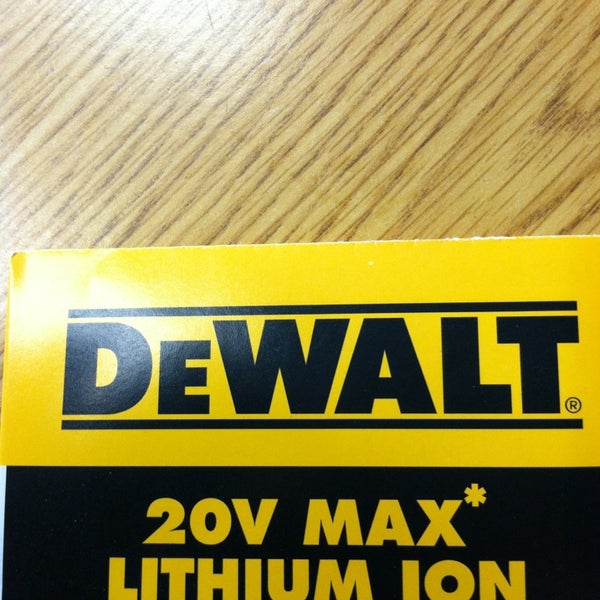 DEWALT®
20V MAX*
LITHIUM ION